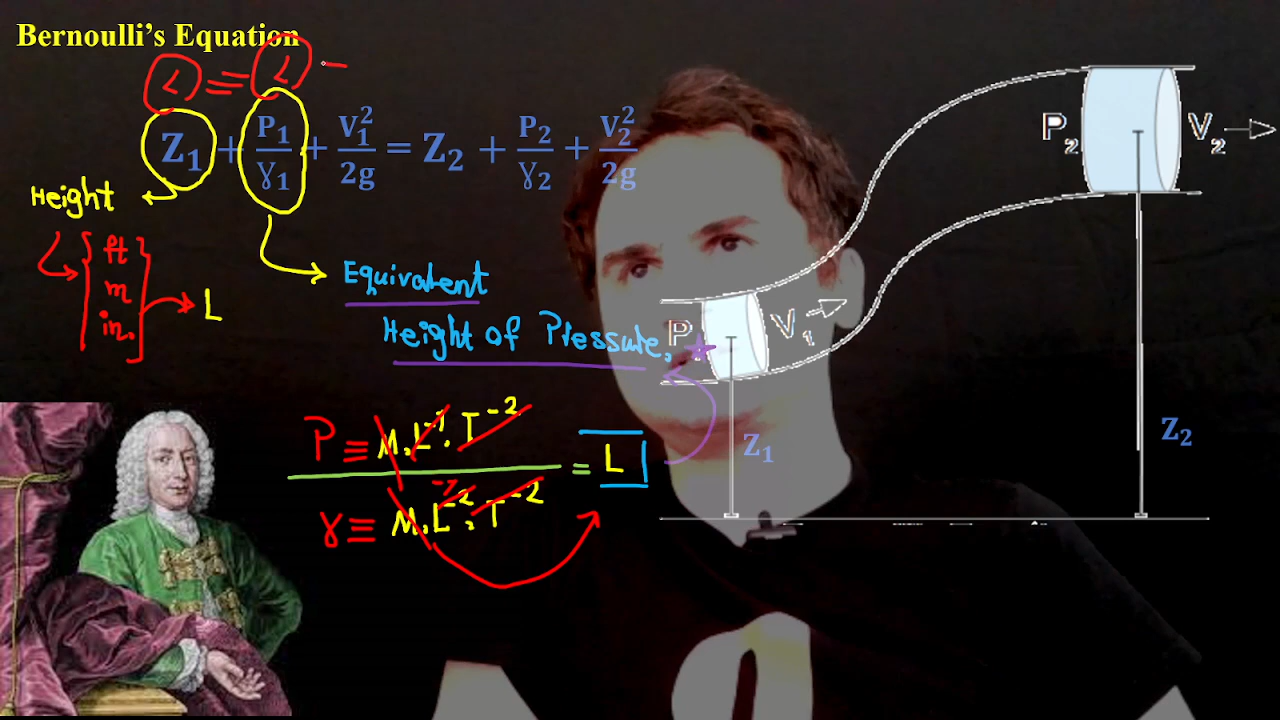 Bernoulli's Equation
L = L =
Z₁ + P₁/γ₁ + V₁²/2g = Z₂ + P₂/γ₂ + V₂²/2g
Height
ft
m
in.
L
Equivalent
Height of Pressure.
P ≡ M.L⁻¹.T⁻²
γ ≡ M.L⁻².T⁻²
= L
P₂ V₂
P V₁
Z₁
Z₂